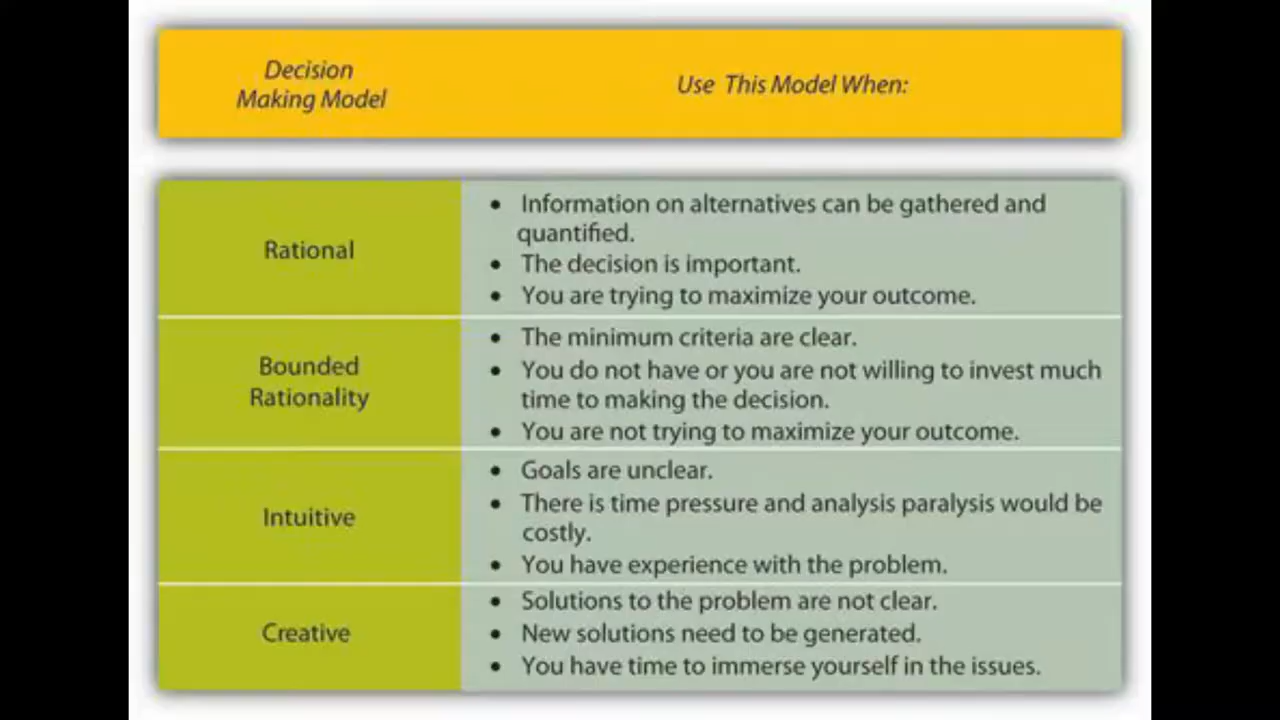 Decision
Making Model
Use This Model When:
Rational
• Information on alternatives can be gathered and
quantified.
• The decision is important.
• You are trying to maximize your outcome.
Bounded
Rationality
• The minimum criteria are clear.
• You do not have or you are not willing to invest much
time to making the decision.
• You are not trying to maximize your outcome.
Intuitive
• Goals are unclear.
• There is time pressure and analysis paralysis would be
costly.
• You have experience with the problem.
Creative
• Solutions to the problem are not clear.
• New solutions need to be generated.
• You have time to immerse yourself in the issues.